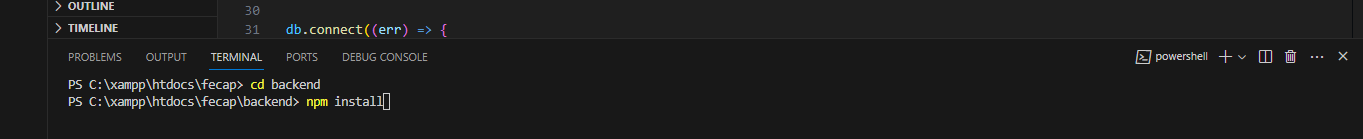 OUTLINE
30
TIMELINE
31 db.connect((err) => {
PROBLEMS OUTPUT TERMINAL PORTS DEBUG CONSOLE powershell
PS C:\xampp\htdocs\fecap> cd backend
PS C:\xampp\htdocs\fecap\backend> npm install